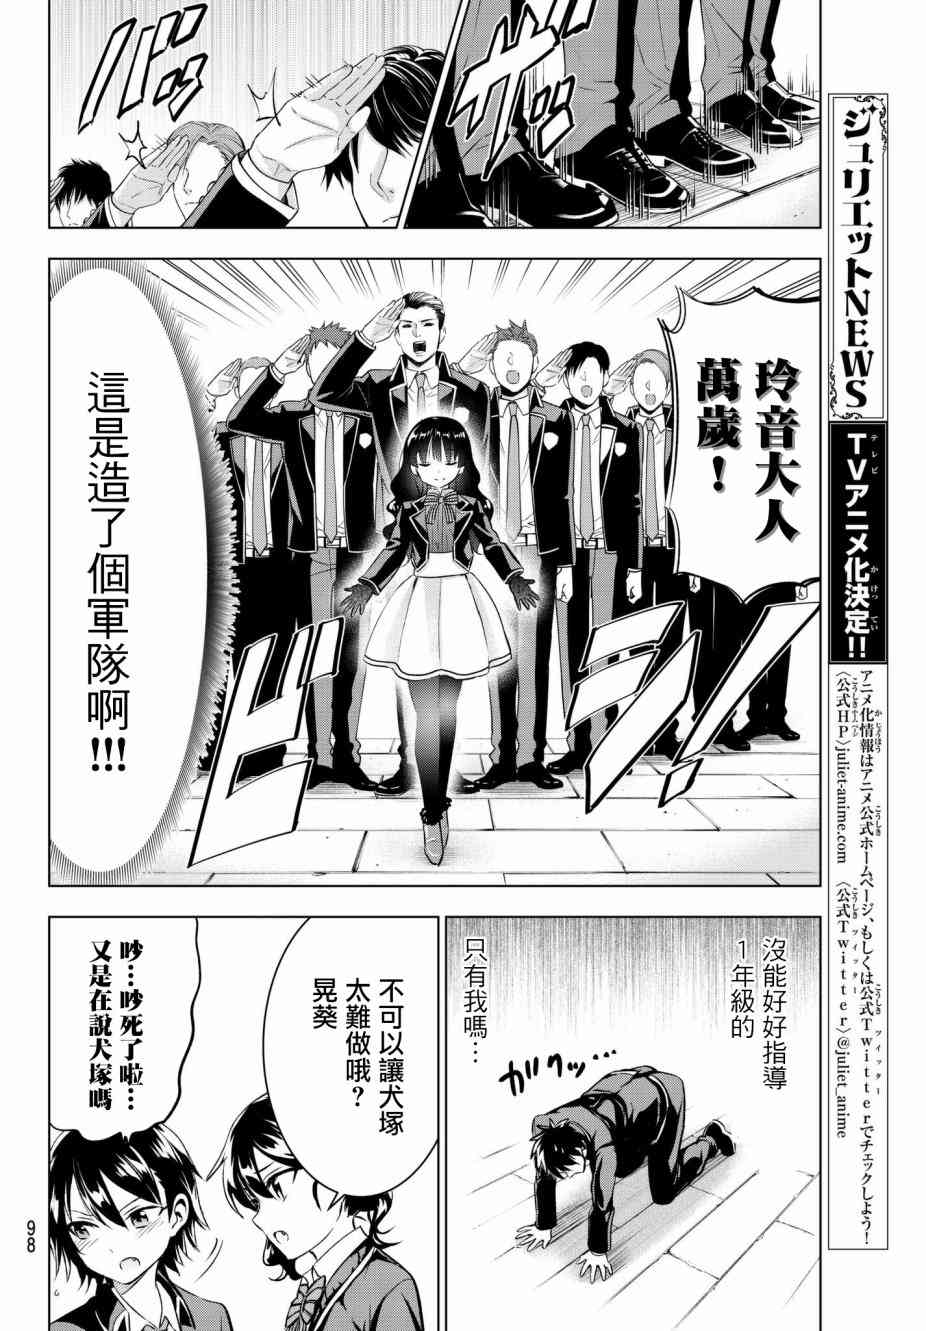 ザッ
バッ
玲音大人
萬歲！
ビシィ！
這是造了個軍隊啊!!!
沒能好好指導
1年級的
只有我嗎…
がくっ
不可以讓犬塚
太難做哦？
晃葵
吵…吵死了啦…
又是在說犬塚嗎
98
ジュリエットNEWS
TVアニメ化決定!!
アニメ化情報はアニメ公式ホームページ、もしくは公式Twitterでチェックしよう！
〈公式HP〉juliet-anime.com 〈公式Twitter〉@juliet_anime